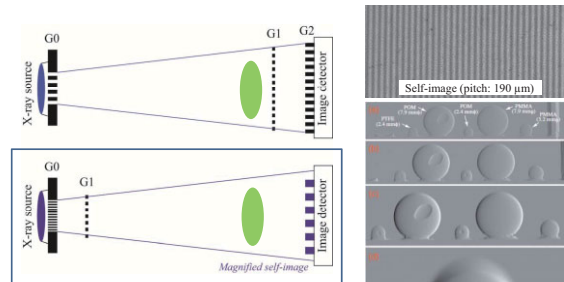 G0
G1
G2
X-ray source
Image detector
G0
G1
X-ray source
Image detector
Magnified self-image
Self-image (pitch: 190 µm)
POM
POM
PMMA
PTFE
PMMA